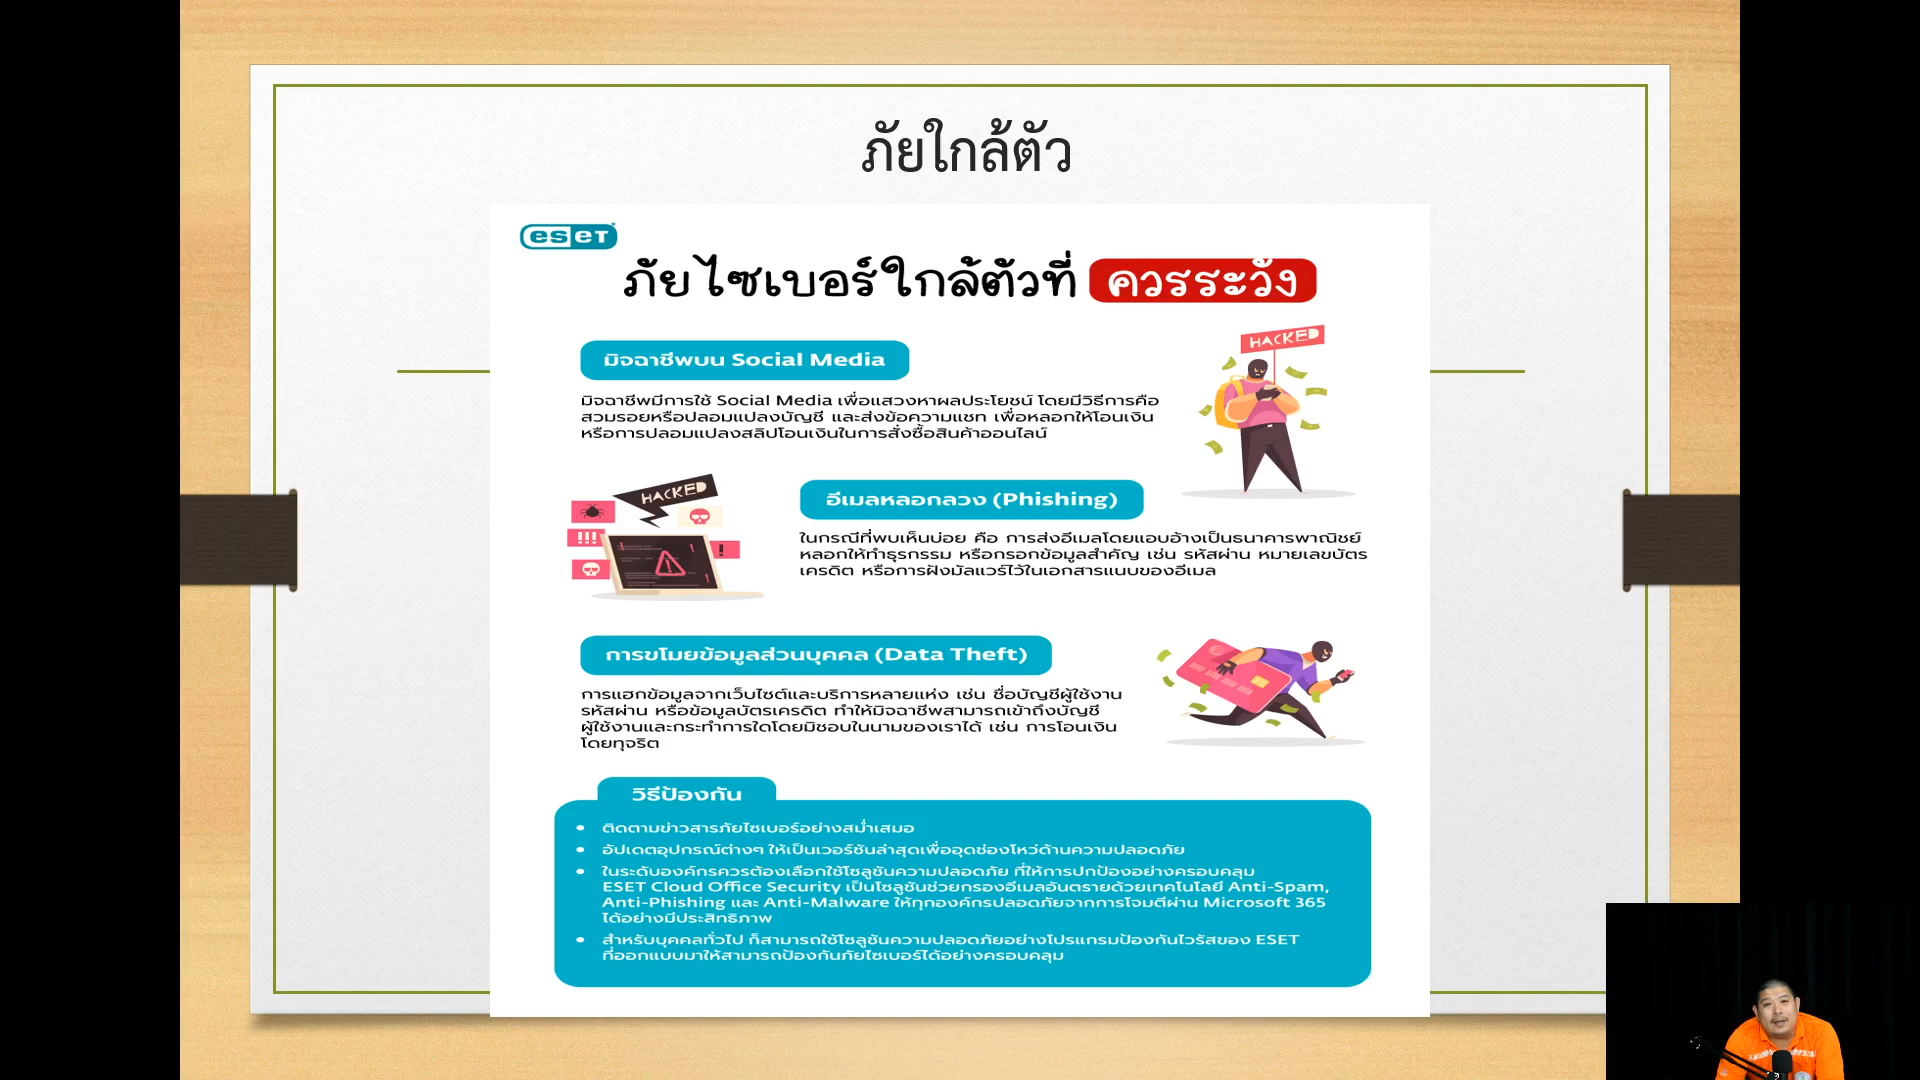 ภัยใกล้ตัว
eset
ภัยไซเบอร์ใกล้ตัวที่ ควรระวัง
HACKED
มิจฉาชีพบน Social Media
มิจฉาชีพมีการใช้ Social Media เพื่อแสวงหาผลประโยชน์ โดยมีวิธีการคือ
สวมรอยหรือปลอมแปลงบัญชี และส่งข้อความแชท เพื่อหลอกให้โอนเงิน
หรือการปลอมแปลงสลิปโอนเงินในการสั่งซื้อสินค้าออนไลน์
HACKED
!!!
!
อีเมลหลอกลวง (Phishing)
ในกรณีที่พบเห็นบ่อย คือ การส่งอีเมลโดยแอบอ้างเป็นธนาคารพาณิชย์
หลอกให้ทำธุรกรรม หรือกรอกข้อมูลสำคัญ เช่น รหัสผ่าน หมายเลขบัตร
เครดิต หรือการฝังมัลแวร์ไว้ในเอกสารแนบของอีเมล
การขโมยข้อมูลส่วนบุคคล (Data Theft)
การแฮกข้อมูลจากเว็บไซต์และบริการหลายแห่ง เช่น ชื่อบัญชีผู้ใช้งาน
รหัสผ่าน หรือข้อมูลบัตรเครดิต ทำให้มิจฉาชีพสามารถเข้าถึงบัญชี
ผู้ใช้งานและกระทำการใดโดยมิชอบในนามของเราได้ เช่น การโอนเงิน
โดยทุจริต
วิธีป้องกัน
• ติดตามข่าวสารภัยไซเบอร์อย่างสม่ำเสมอ
• อัปเดตอุปกรณ์ต่างๆ ให้เป็นเวอร์ชันล่าสุดเพื่ออุดช่องโหว่ด้านความปลอดภัย
• ในระดับองค์กรควรต้องเลือกใช้โซลูชันความปลอดภัย ที่ให้การปกป้องอย่างครอบคลุม
ESET Cloud Office Security เป็นโซลูชันช่วยกรองอีเมลอันตรายด้วยเทคโนโลยี Anti-Spam,
Anti-Phishing และ Anti-Malware ให้ทุกองค์กรปลอดภัยจากการโจมตีผ่าน Microsoft 365
ได้อย่างมีประสิทธิภาพ
• สำหรับบุคคลทั่วไป ก็สามารถใช้โซลูชันความปลอดภัยอย่างโปรแกรมป้องกันไวรัสของ ESET
ที่ออกแบบมาให้สามารถป้องกันภัยไซเบอร์ได้อย่างครอบคลุม